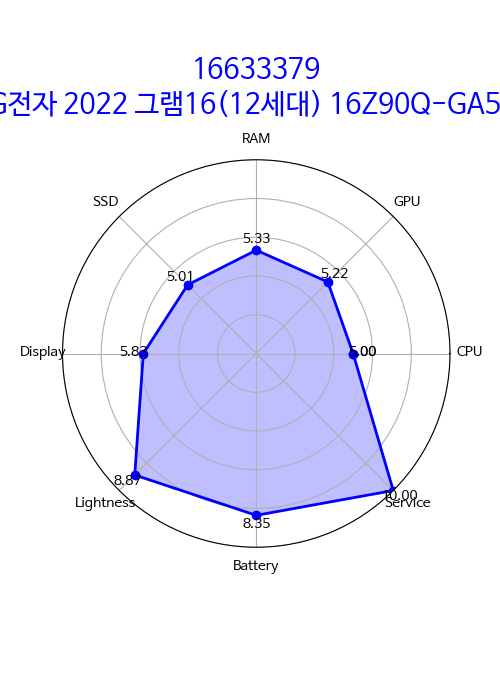 16633379
G전자 2022 그램16(12세대) 16Z90Q-GA5
RAM
SSD
GPU
5.33
5.01
5.22
Display
5.83
5.00
CPU
8.87
Lightness
10.00
Service
8.35
Battery